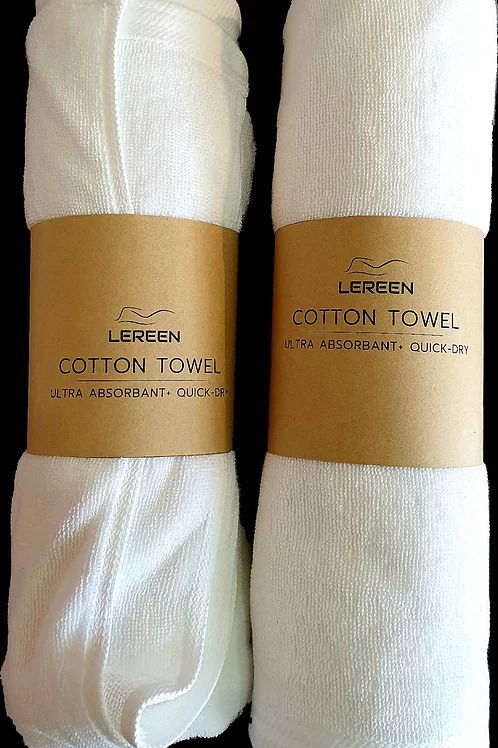 LEREEN
COTTON TOWEL
ULTRA ABSORBANT+ QUICK-DRY
LEREEN
COTTON TOWEL
ULTRA ABSORBANT+ QUICK-DRY